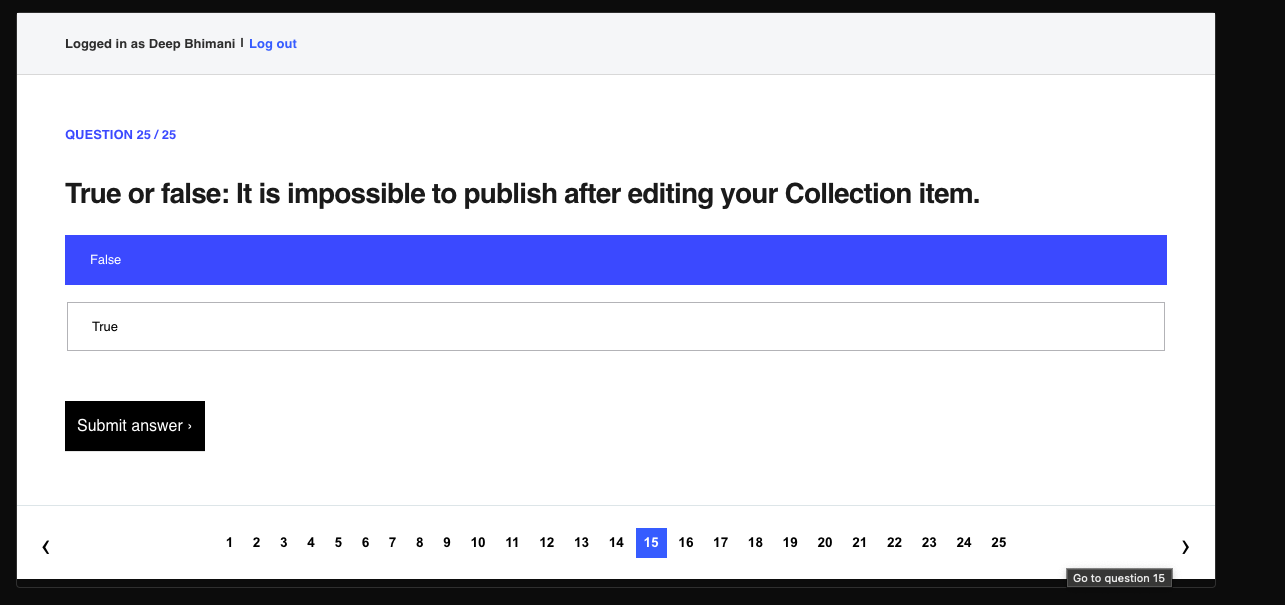 Logged in as Deep Bhimani | Log out
QUESTION 25 / 25
True or false: It is impossible to publish after editing your Collection item.
False
True
Submit answer ›
‹ 1 2 3 4 5 6 7 8 9 10 11 12 13 14 15 16 17 18 19 20 21 22 23 24 25 ›
Go to question 15